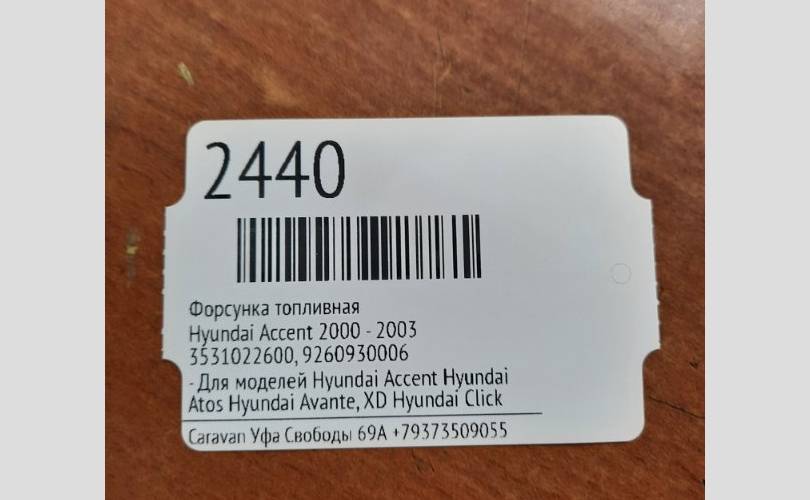 2440
Форсунка топливная
Hyundai Accent 2000 - 2003
3531022600, 9260930006
- Для моделей Hyundai Accent Hyundai
Atos Hyundai Avante, XD Hyundai Click
Caravan Уфа Свободы 69А +79373509055